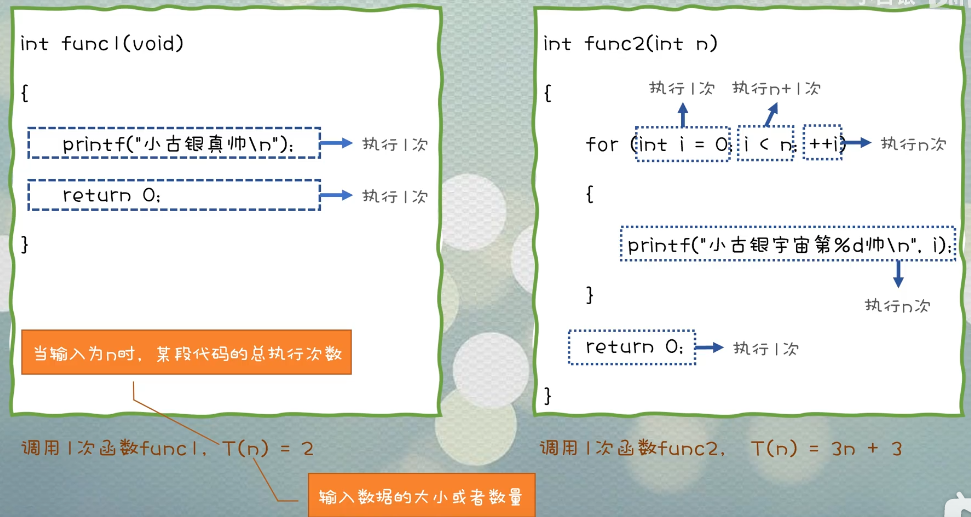 int func1(void)
{
printf("小古银真帅\n"); 执行1次
return 0; 执行1次
}
当输入为n时，某段代码的总执行次数
调用1次函数func1, T(n) = 2
输入数据的大小或者数量
int func2(int n)
{
执行1次 执行n+1次
for (int i = 0; i < n; ++i) 执行n次
{
printf("小古银宇宙第%d帅\n", i);
执行n次
}
return 0; 执行1次
}
调用1次函数func2, T(n) = 3n + 3